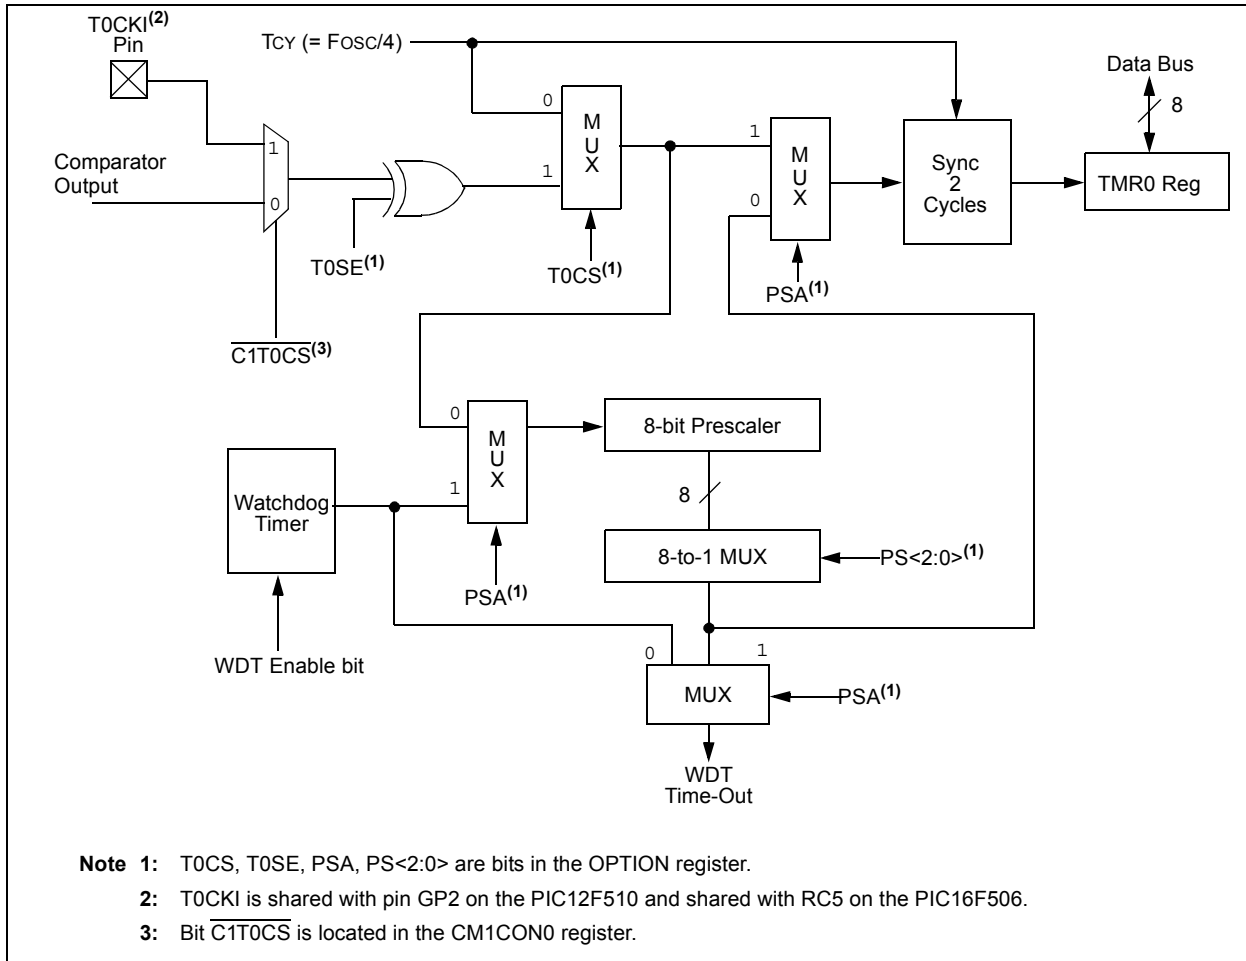 T0CKI(2)
Pin
TCY (= FOSC/4)
Data Bus
8
0
M
U
X
1
M
U
X
1
0
Sync
2
Cycles
TMR0 Reg
Comparator
Output
1
0
T0SE(1)
T0CS(1)
PSA(1)
C1T0CS(3)
0
M
U
X
1
8-bit Prescaler
Watchdog
Timer
8
8-to-1 MUX
PS<2:0>(1)
PSA(1)
WDT Enable bit
0
1
MUX
PSA(1)
WDT
Time-Out
Note 1: T0CS, T0SE, PSA, PS<2:0> are bits in the OPTION register.
2: T0CKI is shared with pin GP2 on the PIC12F510 and shared with RC5 on the PIC16F506.
3: Bit C1T0CS is located in the CM1CON0 register.